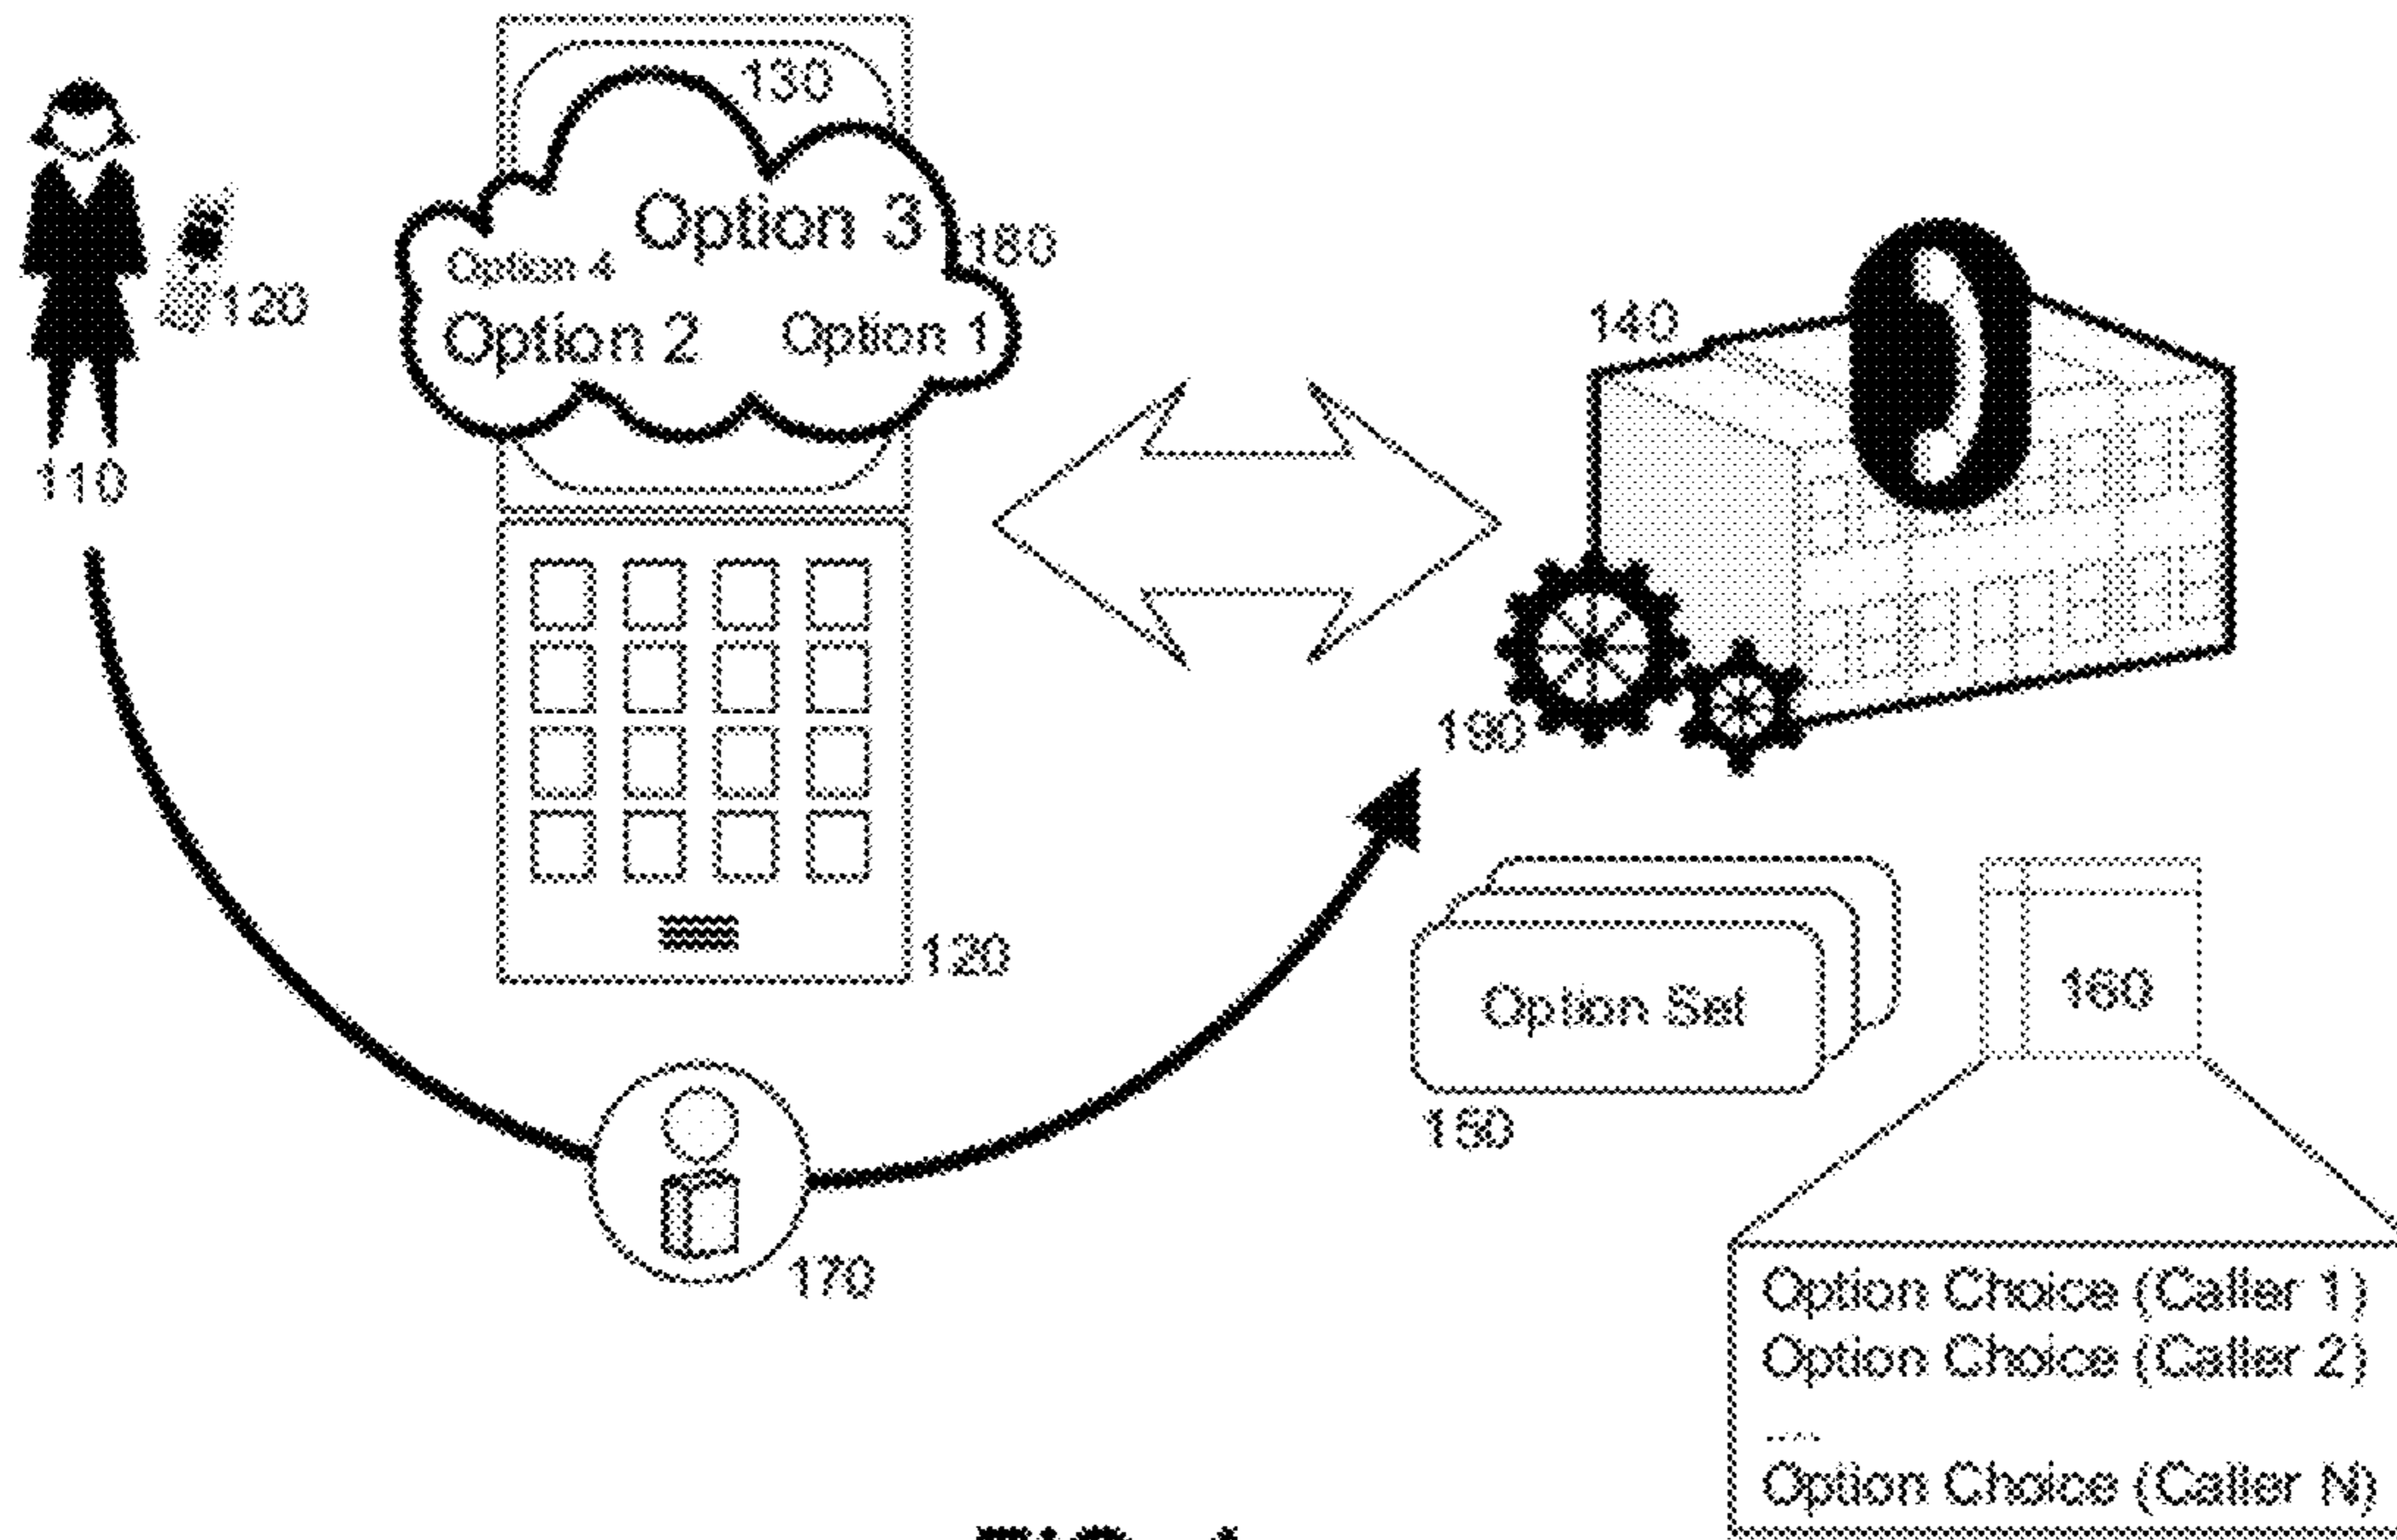 130
Option 3
180
Option 4
120
Option 2
Option 1
140
110
190
120
160
Option Set
150
170
Option Choice (Caller 1)
Option Choice (Caller 2)
....
Option Choice (Caller N)